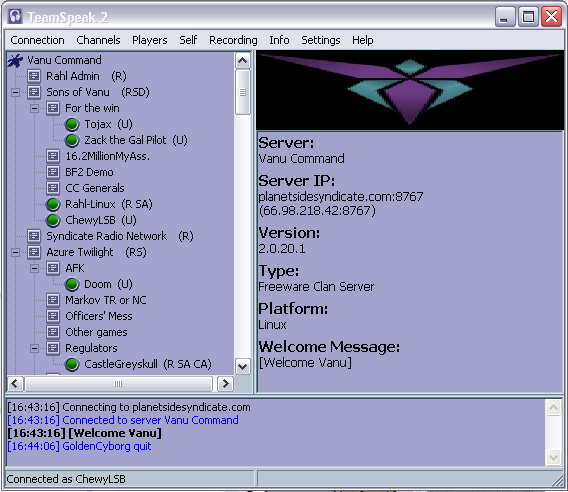 TeamSpeak 2
Connection Channels Players Self Recording Info Settings Help
Vanu Command
Rahl Admin (R)
Sons of Vanu (RSD)
For the win
Tojax (U)
Zack the Gal Pilot (U)
16.2MillionMyAss.
BF2 Demo
CC Generals
Rahl-Linux (R SA)
ChewyLSB (U)
Syndicate Radio Network (R)
Azure Twilight (RS)
AFK
Doom (U)
Markov TR or NC
Officers' Mess
Other games
Regulators
CastleGreyskull (R SA CA)
Server:
Vanu Command
Server IP:
planetsidesyndicate.com:8767
(66.98.218.42:8767)
Version:
2.0.20.1
Type:
Freeware Clan Server
Platform:
Linux
Welcome Message:
[Welcome Vanu]
[16:43:16] Connecting to planetsidesyndicate.com
[16:43:16] Connected to server Vanu Command
[16:43:16] [Welcome Vanu]
[16:44:06] GoldenCyborg quit
Connected as ChewyLSB